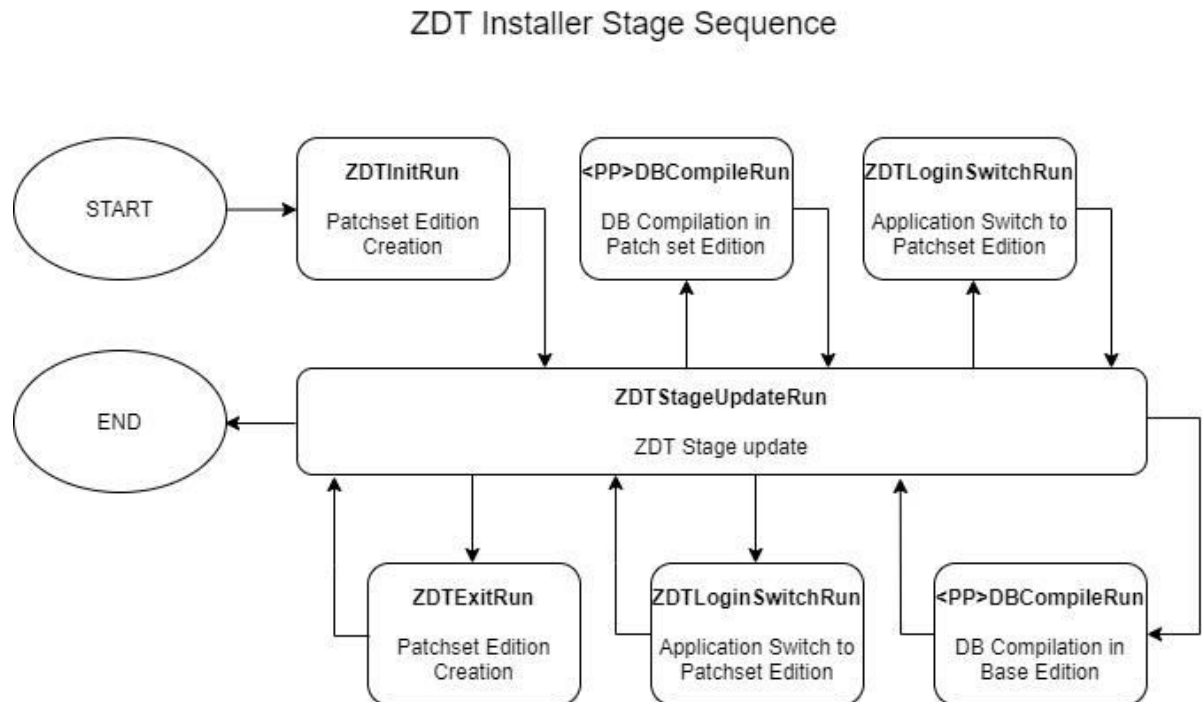 ZDT Installer Stage Sequence
START
ZDTInitRun
Patchset Edition
Creation
<PP>DBCompileRun
DB Compilation in
Patch set Edition
ZDTLoginSwitchRun
Application Switch to
Patchset Edition
END
ZDTStageUpdateRun
ZDT Stage update
ZDTExitRun
Patchset Edition
Creation
ZDTLoginSwitchRun
Application Switch to
Patchset Edition
<PP>DBCompileRun
DB Compilation in
Base Edition